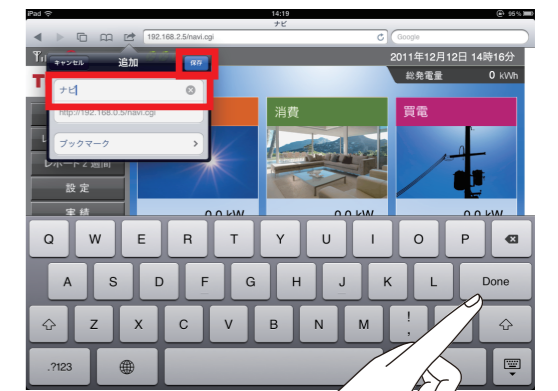 iPad
14:19
95%
ナビ
192.168.2.5/navi.cgi
Google
2011年12月12日 14時16分
キャンセル
追加
保存
総発電量 0 kWh
T
ナビ
http://192.168.0.5/navi.cgi
消費
買電
ブックマーク
レポート2週間
設定
実績
0.0 kW
0.0 kW
0.0 kW
Q W E R T Y U I O P
A S D F G H J K L Done
Z X C V B N M ! ,
.?123